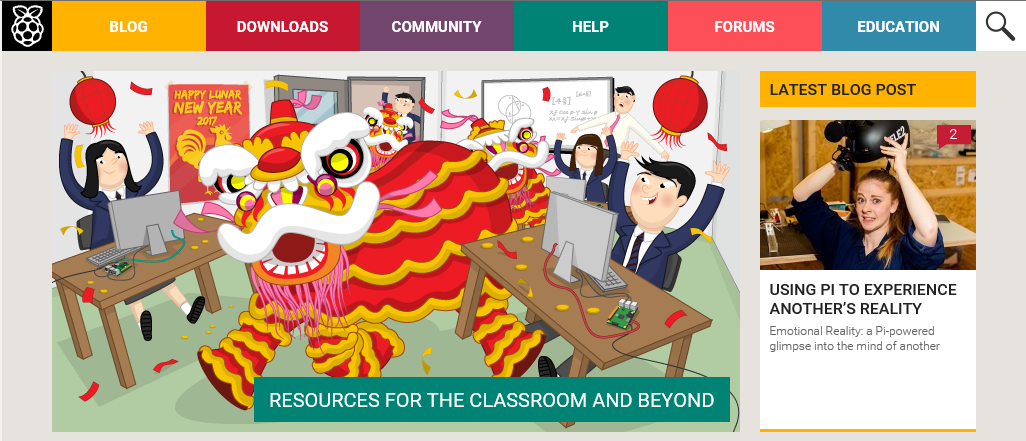 BLOG
DOWNLOADS
COMMUNITY
HELP
FORUMS
EDUCATION
HAPPY LUNAR
NEW YEAR
2017
RESOURCES FOR THE CLASSROOM AND BEYOND
LATEST BLOG POST
2
USING PI TO EXPERIENCE
ANOTHER’S REALITY
Emotional Reality: a Pi-powered
glimpse into the mind of another